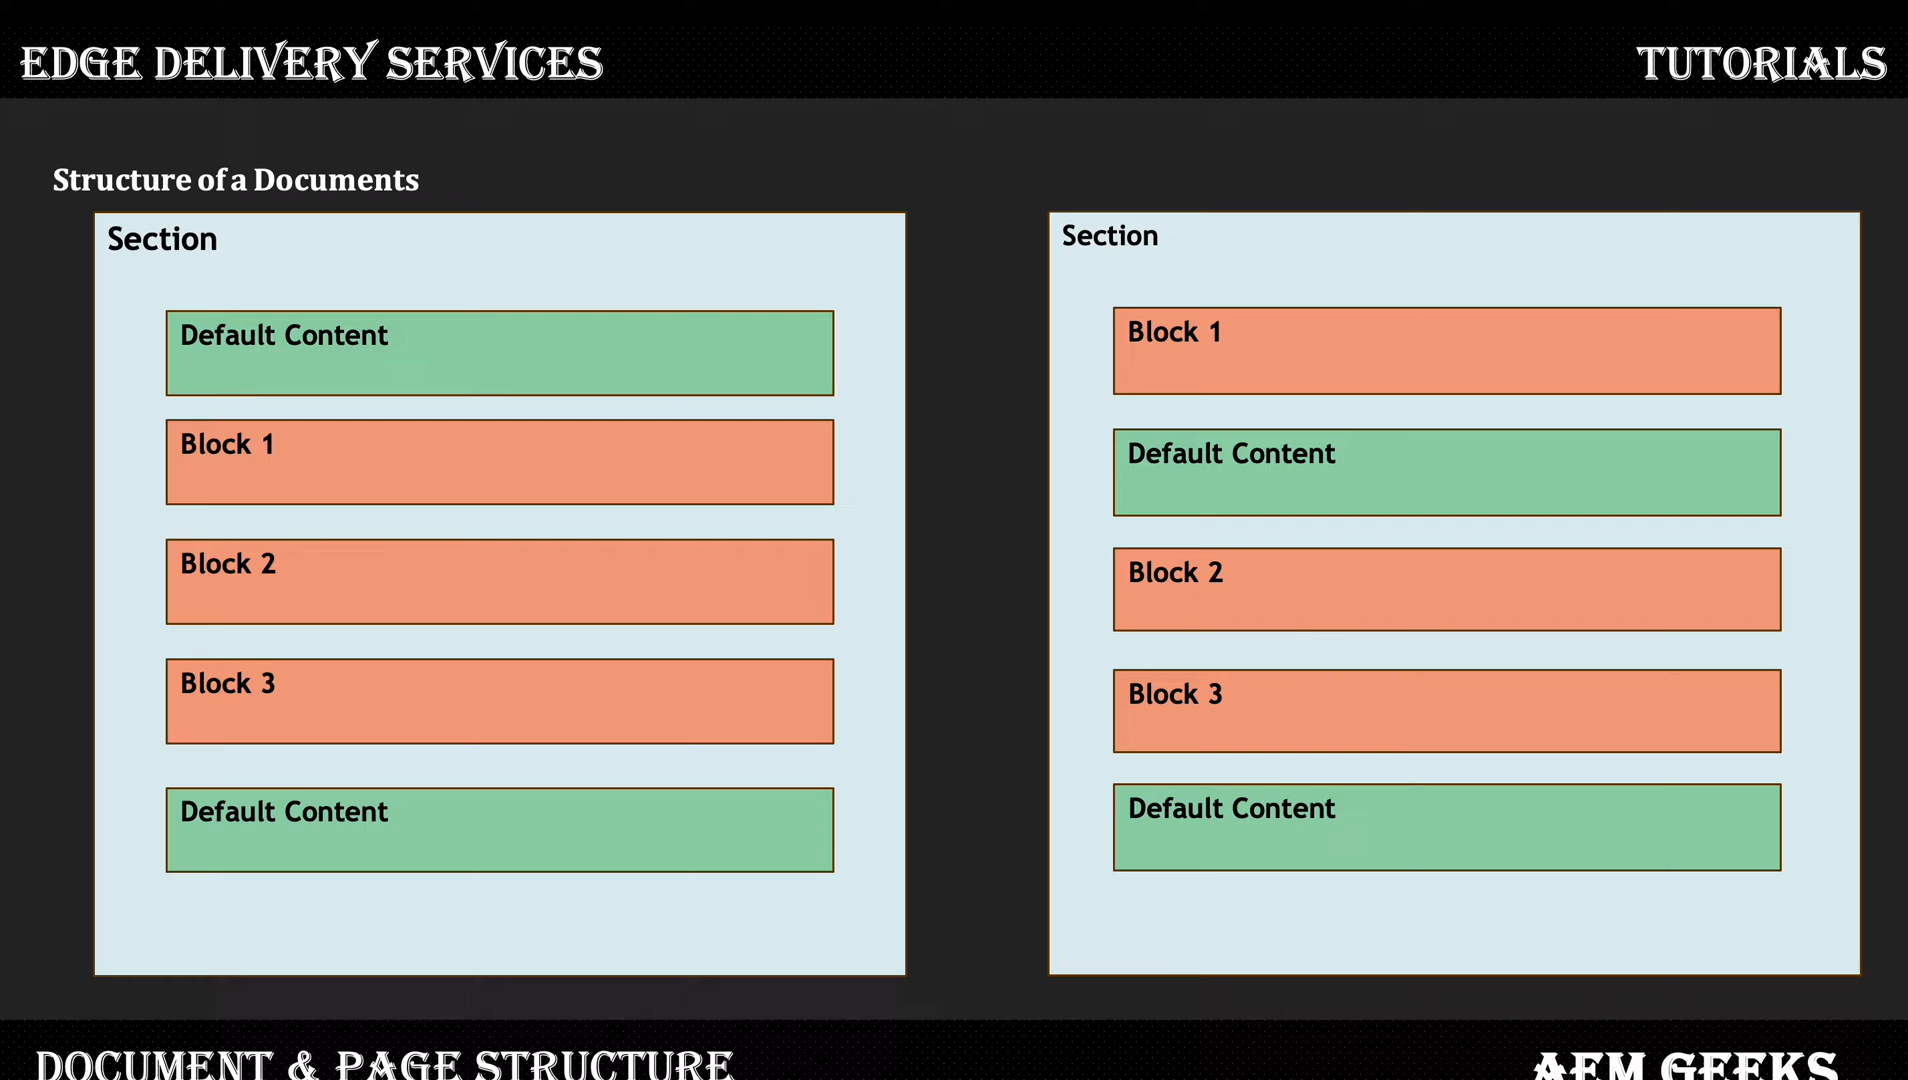 EDGE DELIVERY SERVICES
TUTORIALS
Structure of a Documents
Section
Default Content
Block 1
Block 2
Block 3
Default Content
Section
Block 1
Default Content
Block 2
Block 3
Default Content
DOCUMENT & PAGE STRUCTURE
AEM GEEKS